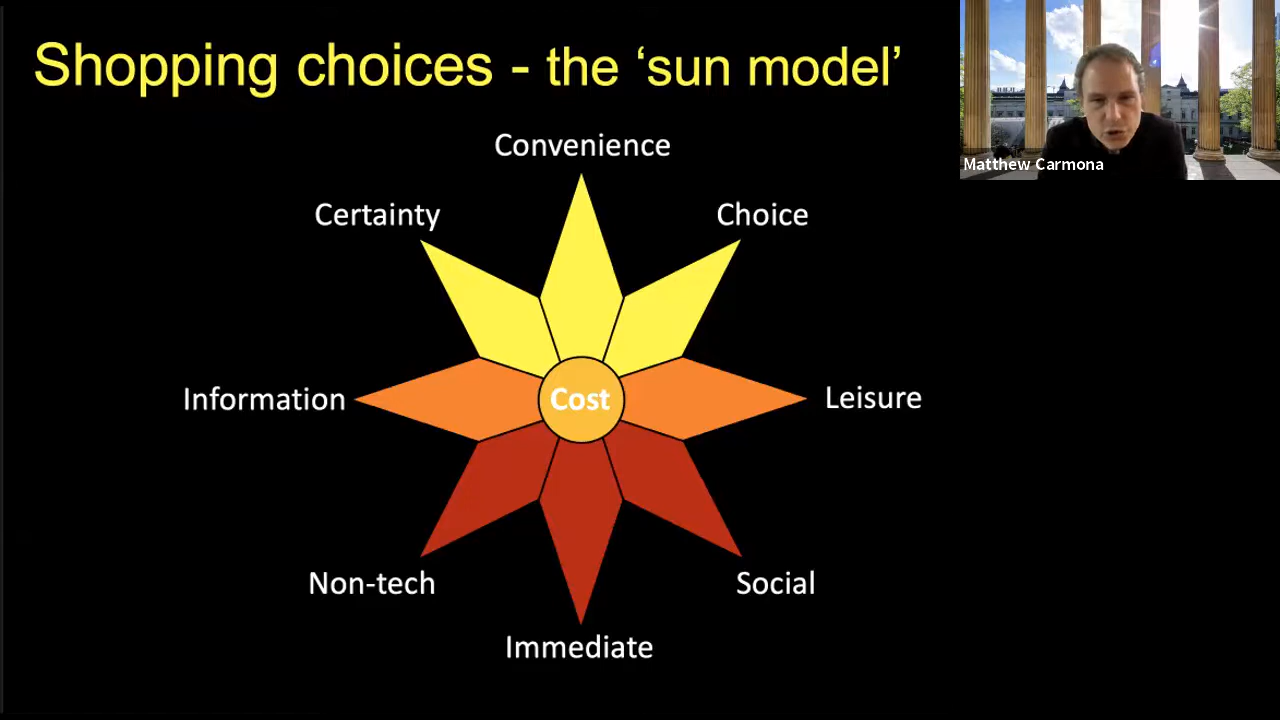 Shopping choices - the ‘sun model’
Matthew Carmona
Convenience
Certainty
Choice
Information
Cost
Leisure
Non-tech
Social
Immediate